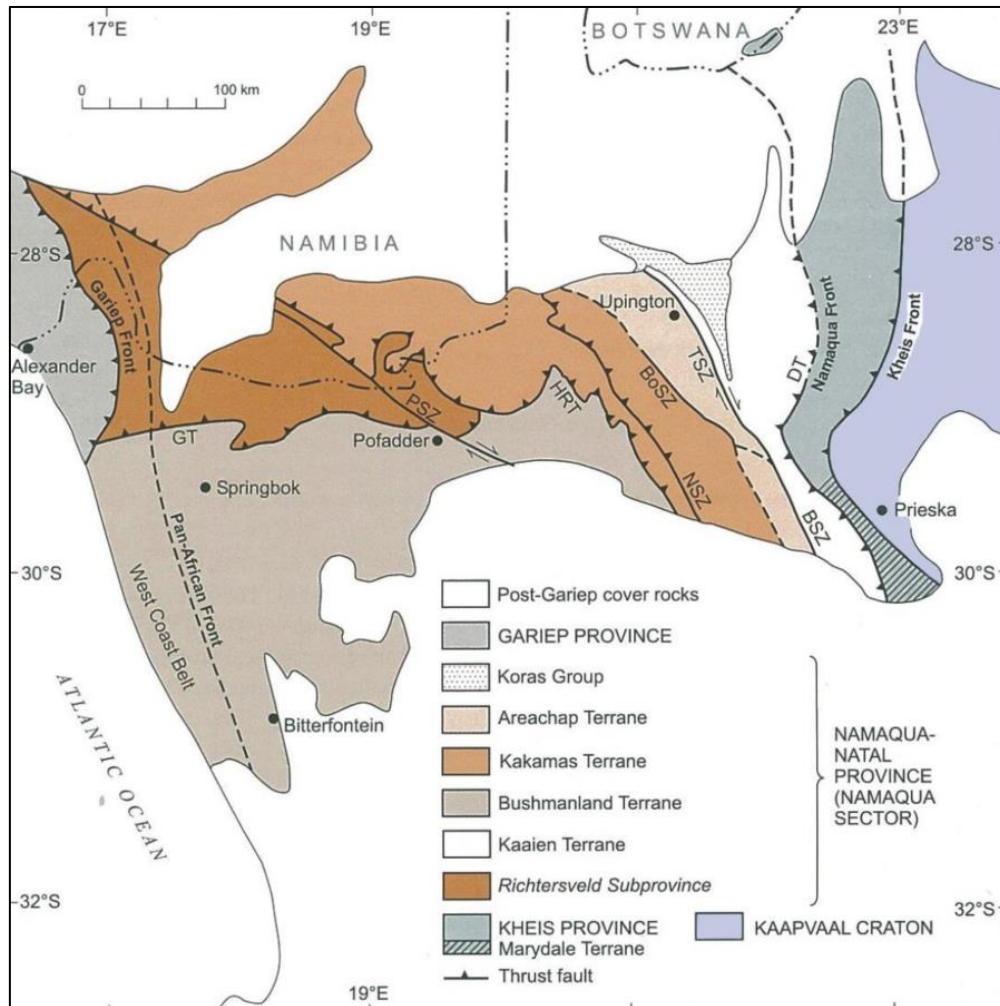 17°E
19°E
BOTSWANA
23°E
0
100 km
28°S
NAMIBIA
28°S
Gariep Front
Upington
Namaqua Front
Kheis Front
Alexander
Bay
TSZ
DT
BoSZ
PSZ
HRT
GT
Pofadder
NSZ
BSZ
Springbok
Prieska
Pan-African Front
30°S
30°S
West Coast Belt
Bitterfontein
ATLANTIC OCEAN
Post-Gariep cover rocks
GARIEP PROVINCE
Koras Group
Areachap Terrane
Kakamas Terrane
Bushmanland Terrane
Kaaien Terrane
Richtersveld Subprovince
NAMAQUA-
NATAL
PROVINCE
(NAMAQUA
SECTOR)
32°S
32°S
KHEIS PROVINCE
KAAPVAAL CRATON
Marydale Terrane
Thrust fault
19°E